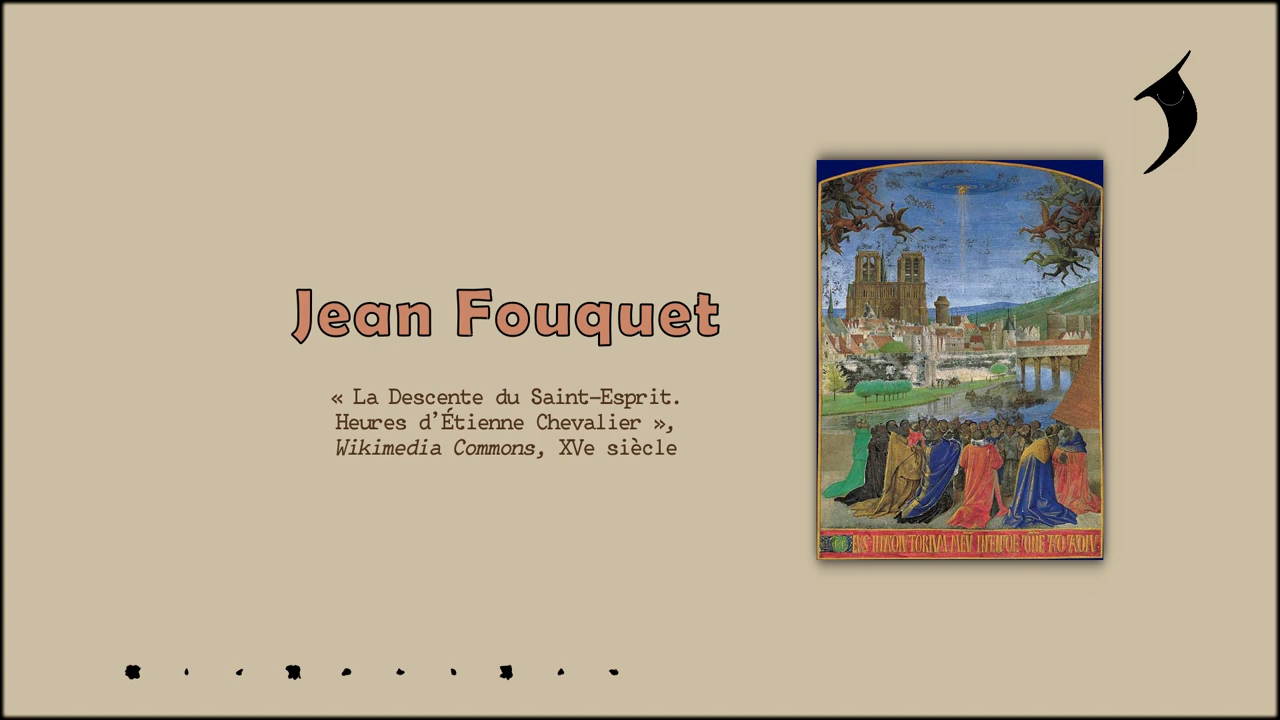 Jean Fouquet
« La Descente du Saint-Esprit.
Heures d’Étienne Chevalier »,
Wikimedia Commons, XVe siècle